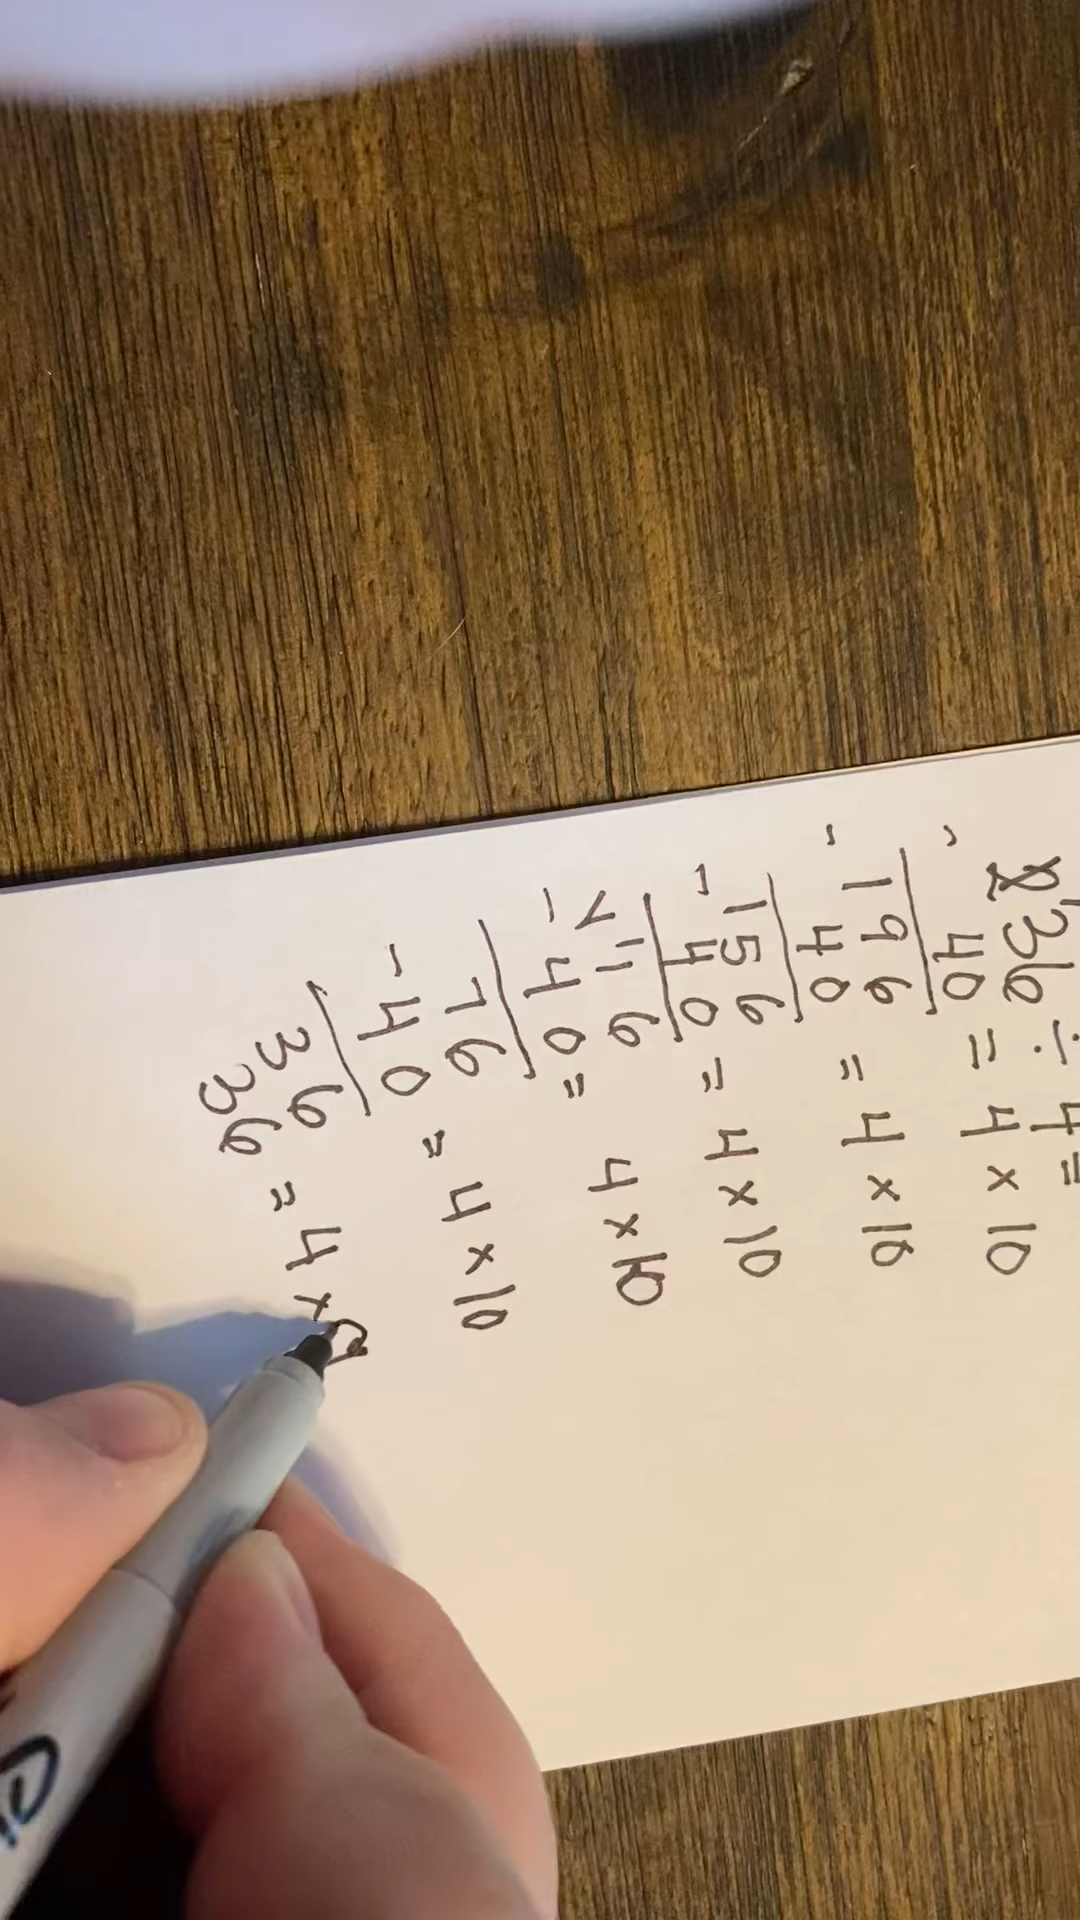 236 ÷ 4 =
- 40 = 4 × 10
196
- 40 = 4 × 10
156
- 40 = 4 × 10
116
- 40 = 4 × 10
76
- 40 = 4 × 10
36
36 = 4 × 9